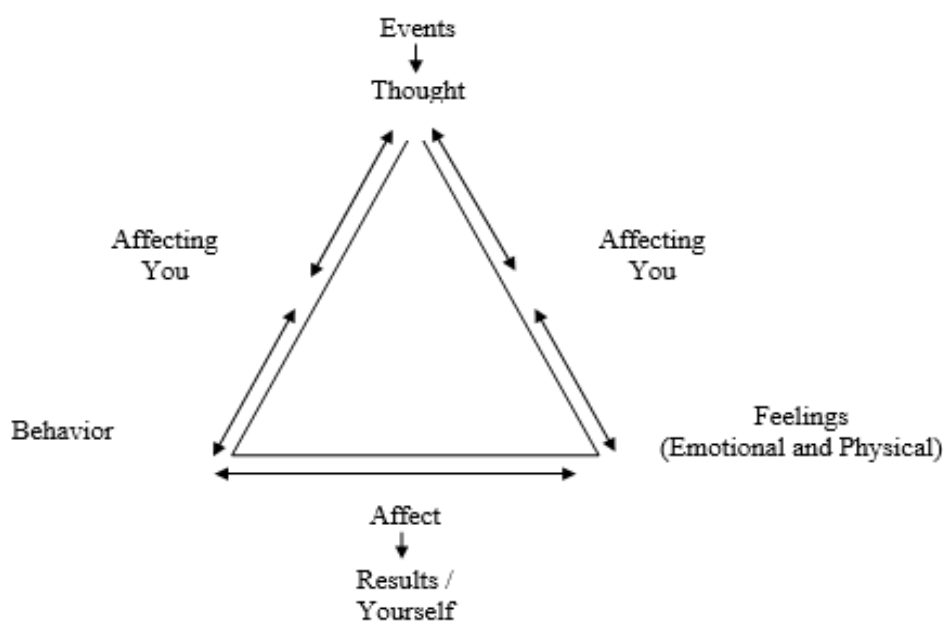 Events
Thought
Affecting
You
Affecting
You
Behavior
Feelings
(Emotional and Physical)
Affect
Results /
Yourself